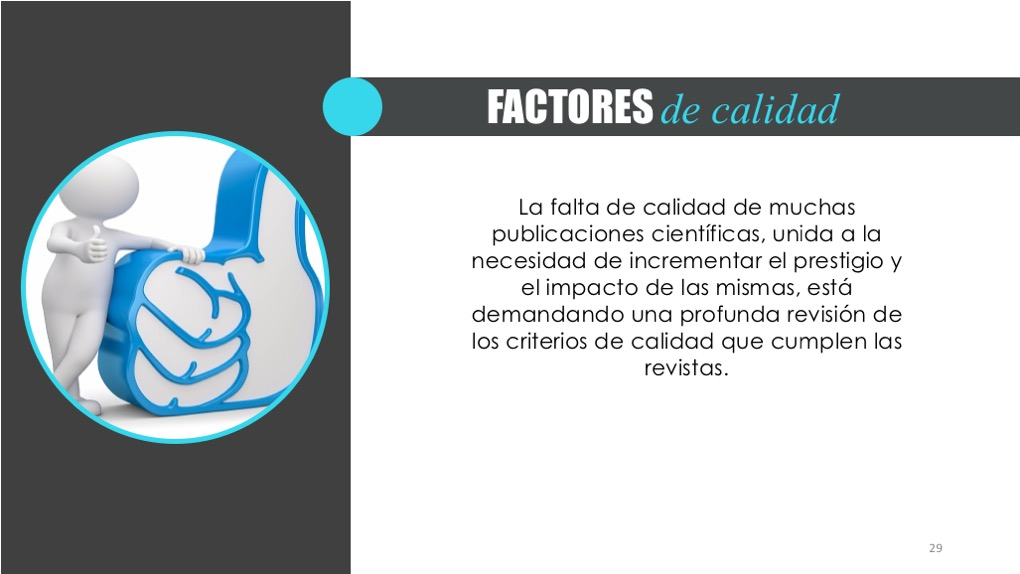 FACTORES de calidad
La falta de calidad de muchas
publicaciones científicas, unida a la
necesidad de incrementar el prestigio y
el impacto de las mismas, está
demandando una profunda revisión de
los criterios de calidad que cumplen las
revistas.
29